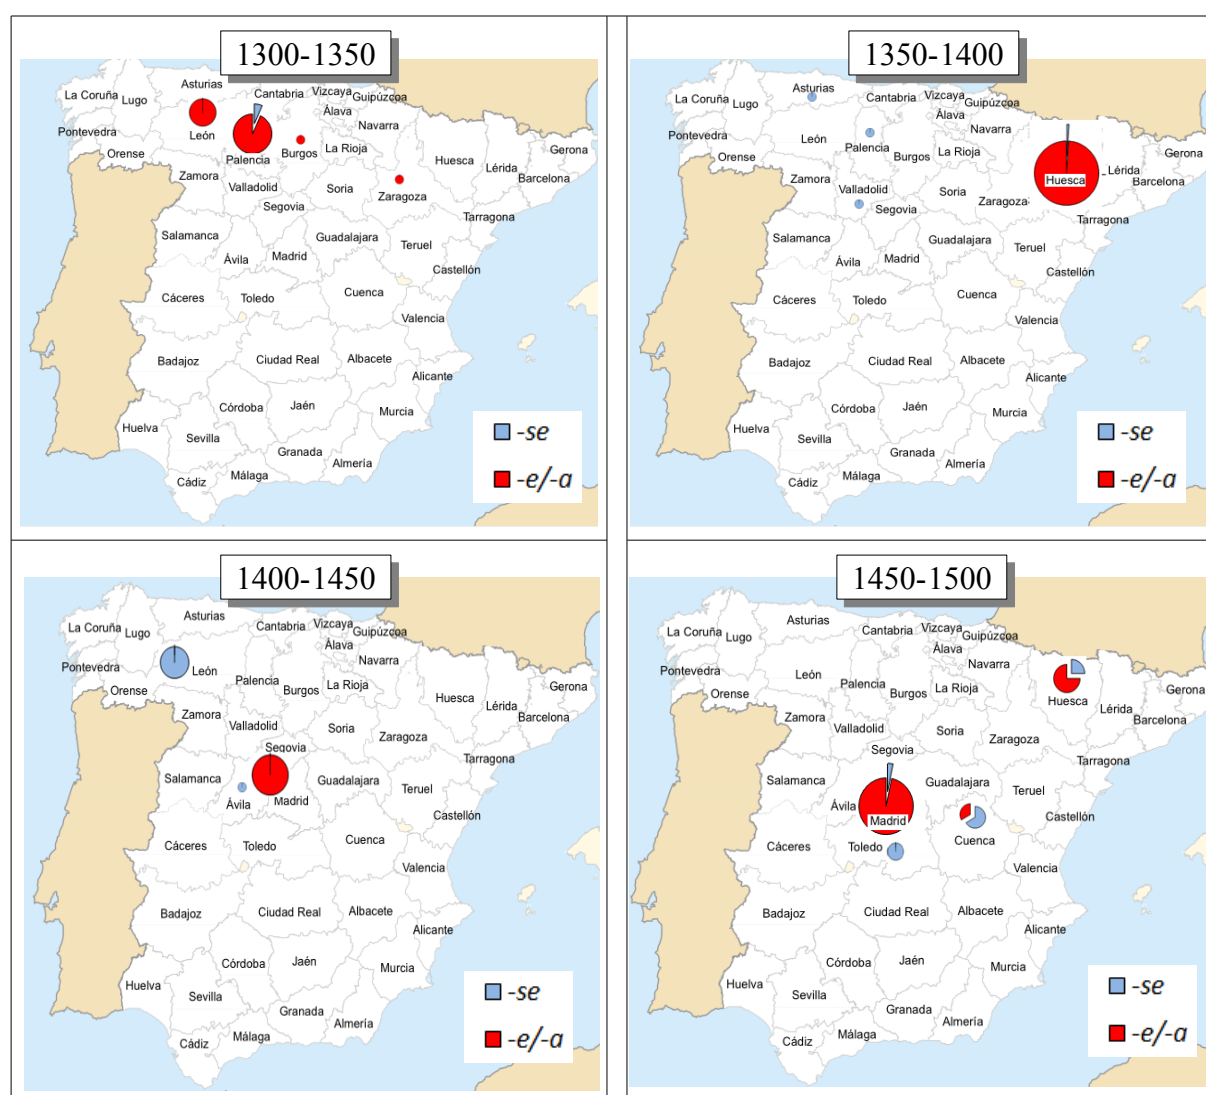 1300-1350
La Coruña
Lugo
Asturias
Cantabria
Vizcaya
Guipúzcoa
Álava
Navarra
Pontevedra
Orense
León
Palencia
Burgos
La Rioja
Huesca
Lérida
Gerona
Barcelona
Zamora
Valladolid
Soria
Zaragoza
Segovia
Tarragona
Salamanca
Guadalajara
Teruel
Ávila
Madrid
Castellón
Cáceres
Toledo
Cuenca
Valencia
Badajoz
Ciudad Real
Albacete
Alicante
Córdoba
Jaén
Murcia
Huelva
Sevilla
Granada
Almería
Málaga
Cádiz
-se
-e/-a
1350-1400
La Coruña
Lugo
Asturias
Cantabria
Vizcaya
Guipúzcoa
Álava
Navarra
Pontevedra
Orense
León
Palencia
Burgos
La Rioja
Huesca
Lérida
Gerona
Barcelona
Zamora
Valladolid
Soria
Zaragoza
Segovia
Tarragona
Salamanca
Guadalajara
Teruel
Ávila
Madrid
Castellón
Cáceres
Toledo
Cuenca
Valencia
Badajoz
Ciudad Real
Albacete
Alicante
Córdoba
Jaén
Murcia
Huelva
Sevilla
Granada
Almería
Málaga
Cádiz
-se
-e/-a
1400-1450
La Coruña
Lugo
Asturias
Cantabria
Vizcaya
Guipúzcoa
Álava
Navarra
Pontevedra
Orense
León
Palencia
Burgos
La Rioja
Huesca
Lérida
Gerona
Barcelona
Zamora
Valladolid
Soria
Zaragoza
Segovia
Tarragona
Salamanca
Guadalajara
Teruel
Ávila
Madrid
Castellón
Cáceres
Toledo
Cuenca
Valencia
Badajoz
Ciudad Real
Albacete
Alicante
Córdoba
Jaén
Murcia
Huelva
Sevilla
Granada
Almería
Málaga
Cádiz
-se
-e/-a
1450-1500
La Coruña
Lugo
Asturias
Cantabria
Vizcaya
Guipúzcoa
Álava
Navarra
Pontevedra
Orense
León
Palencia
Burgos
La Rioja
Huesca
Lérida
Gerona
Barcelona
Zamora
Valladolid
Soria
Zaragoza
Segovia
Tarragona
Salamanca
Guadalajara
Teruel
Ávila
Madrid
Castellón
Cáceres
Toledo
Cuenca
Valencia
Badajoz
Ciudad Real
Albacete
Alicante
Córdoba
Jaén
Murcia
Huelva
Sevilla
Granada
Almería
Málaga
Cádiz
-se
-e/-a